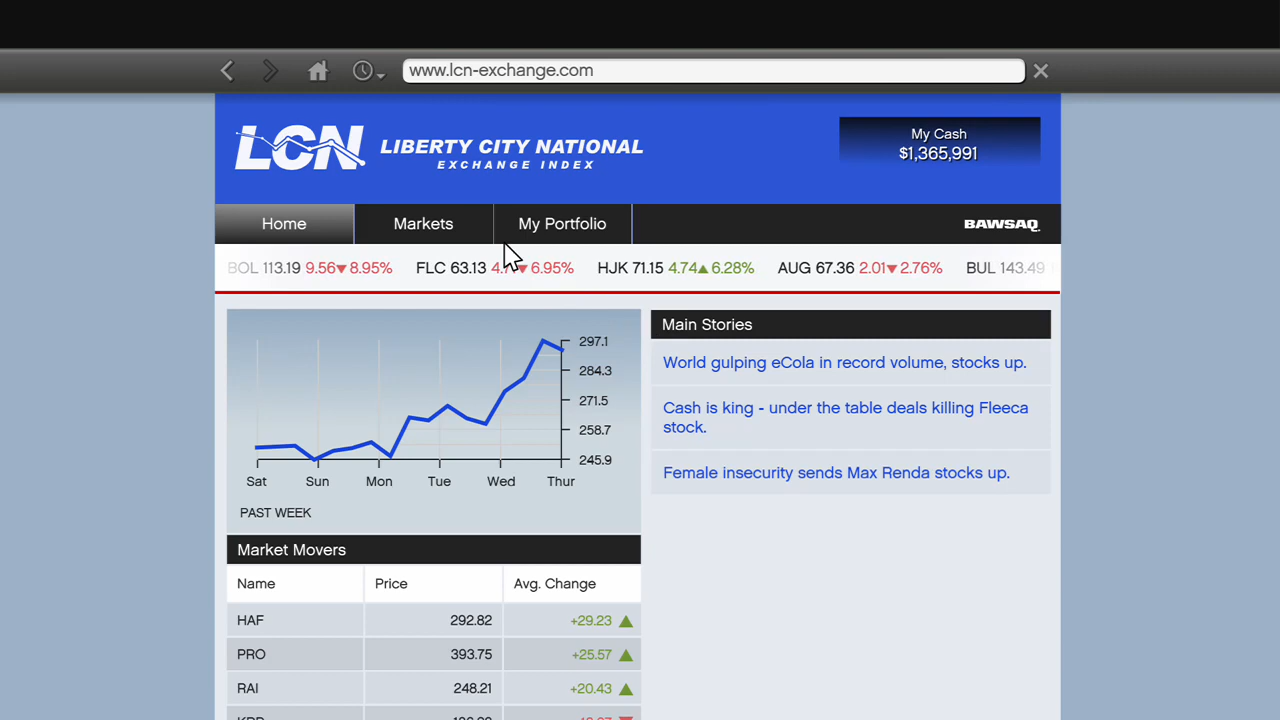 www.lcn-exchange.com
LCN LIBERTY CITY NATIONAL
EXCHANGE INDEX
My Cash
$1,365,991
Home Markets My Portfolio BAWSAQ
BOL 113.19 9.56▼ 8.95% FLC 63.13 ▼ 6.95% HJK 71.15 4.74▲ 6.28% AUG 67.36 2.01▼ 2.76% BUL 143.49
297.1
284.3
271.5
258.7
245.9
Sat Sun Mon Tue Wed Thur
PAST WEEK
Main Stories
World gulping eCola in record volume, stocks up.
Cash is king - under the table deals killing Fleeca
stock.
Female insecurity sends Max Renda stocks up.
Market Movers
Name Price Avg. Change
HAF 292.82 +29.23 ▲
PRO 393.75 +25.57 ▲
RAI 248.21 +20.43 ▲